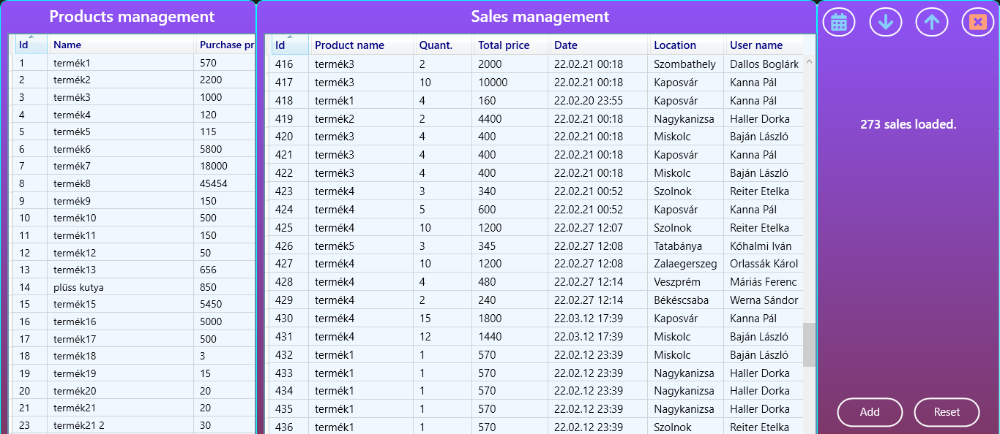 Products management
Id Name Purchase pr
1 termék1 570
2 termék2 2200
3 termék3 1000
4 termék4 120
5 termék5 115
6 termék6 5800
7 termék7 18000
8 termék8 45454
9 termék9 150
10 termék10 500
11 termék11 150
12 termék12 50
13 termék13 656
14 plüss kutya 850
15 termék15 5450
16 termék16 5000
17 termék17 500
18 termék18 3
19 termék19 15
20 termék20 20
21 termék21 20
23 termék21 2 30
Sales management
Id Product name Quant. Total price Date Location User name
416 termék3 2 2000 22.02.21 00:18 Szombathely Dallos Boglárk
417 termék3 10 10000 22.02.21 00:18 Kaposvár Kanna Pál
418 termék1 4 160 22.02.20 23:55 Kaposvár Kanna Pál
419 termék2 2 4400 22.02.21 00:18 Nagykanizsa Haller Dorka
420 termék3 4 400 22.02.21 00:18 Miskolc Baján László
421 termék3 4 400 22.02.21 00:18 Kaposvár Kanna Pál
422 termék3 4 400 22.02.21 00:18 Miskolc Baján László
423 termék4 3 340 22.02.21 00:52 Szolnok Reiter Etelka
424 termék4 5 600 22.02.21 00:52 Kaposvár Kanna Pál
425 termék4 10 1200 22.02.27 12:07 Szolnok Reiter Etelka
426 termék5 3 345 22.02.27 12:08 Tatabánya Kőhalmi Iván
427 termék4 10 1200 22.02.27 12:08 Zalaegerszeg Orlassák Károl
428 termék4 4 480 22.02.27 12:14 Veszprém Máriás Ferenc
429 termék4 2 240 22.02.27 12:14 Békéscsaba Werna Sándor
430 termék4 15 1800 22.03.12 17:39 Kaposvár Kanna Pál
431 termék4 12 1440 22.03.12 17:39 Miskolc Baján László
432 termék1 1 570 22.02.12 23:39 Miskolc Baján László
433 termék1 1 570 22.02.12 23:39 Nagykanizsa Haller Dorka
434 termék1 1 570 22.02.12 23:39 Nagykanizsa Haller Dorka
435 termék1 1 570 22.02.12 23:39 Nagykanizsa Haller Dorka
436 termék1 1 570 22.02.12 23:39 Szolnok Reiter Etelka
273 sales loaded.
Add Reset